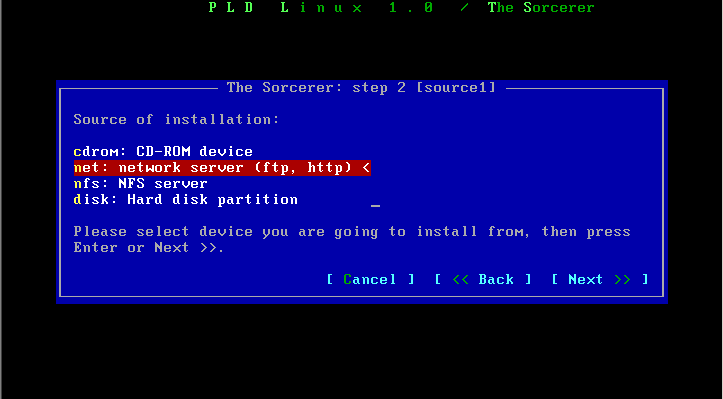 P L D  L i n u x  1 . 0  /  The Sorcerer
The Sorcerer: step 2 [source1]
Source of installation:
cdrom: CD-ROM device
net: network server (ftp, http) <
nfs: NFS server
disk: Hard disk partition _
Please select device you are going to install from, then press
Enter or Next >>.
[ Cancel ]  [ << Back ]  [ Next >> ]